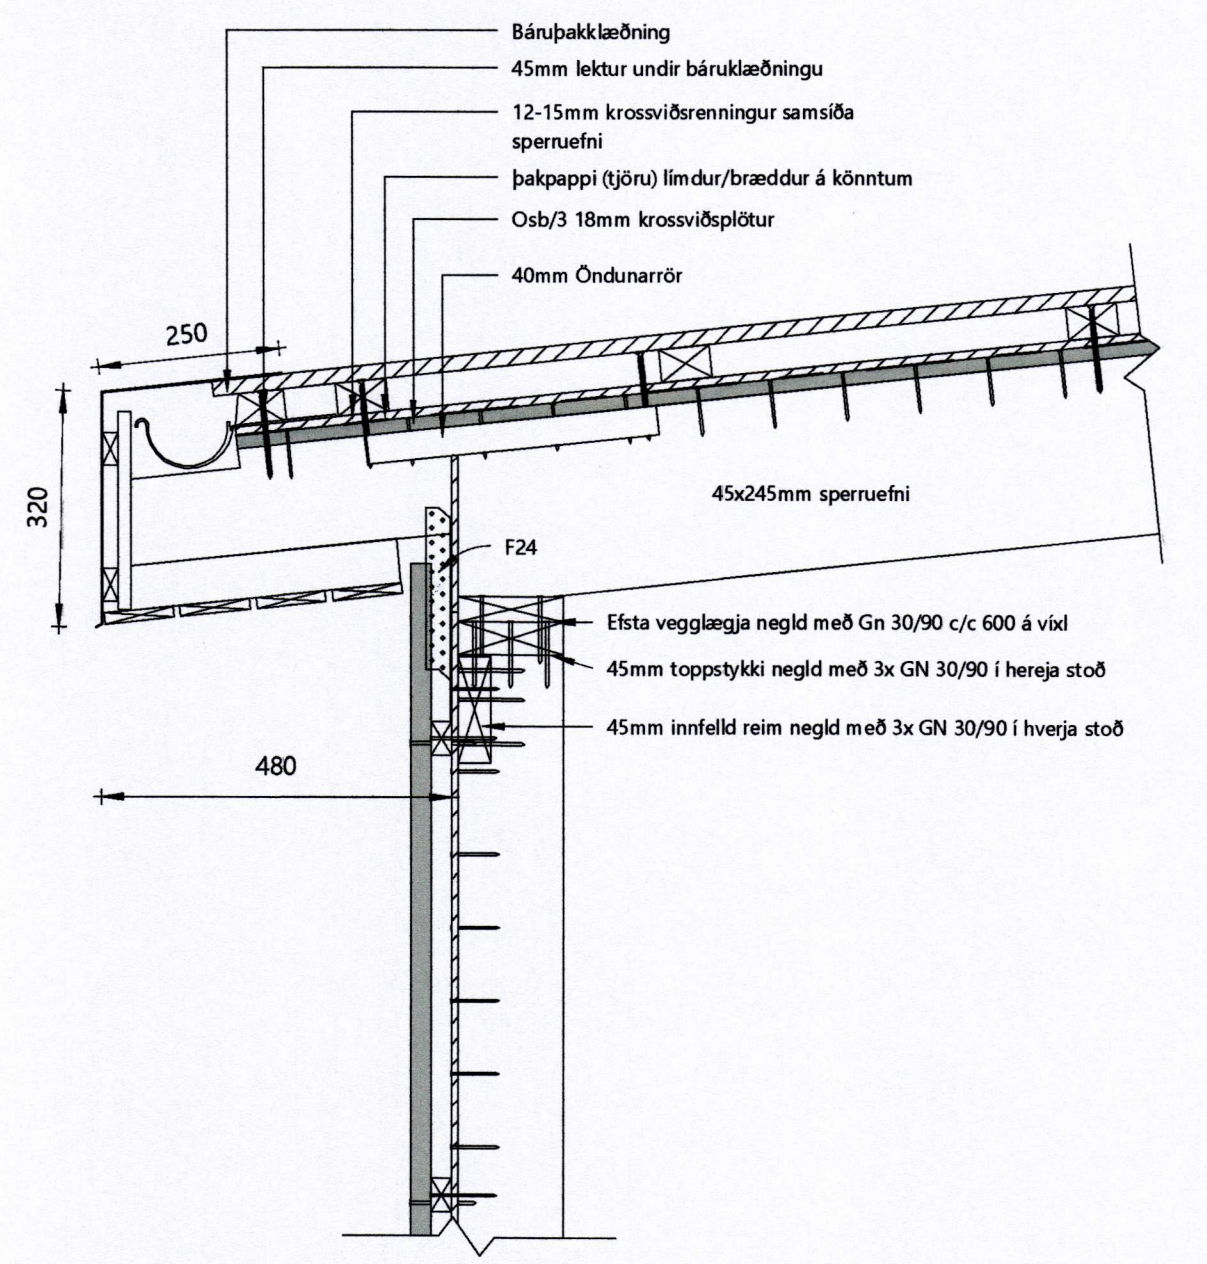 Báruþakklæðning
45mm lektur undir báruklæðningu
12-15mm krossviðsrenningur samsíða
sperruefni
þakpappi (tjöru) límdur/bræddur á könntum
Osb/3 18mm krossviðsplötur
40mm Öndunarrör
250
320
45x245mm sperruefni
F24
Efsta vegglægja negld með Gn 30/90 c/c 600 á víxl
45mm toppstykki negld með 3x GN 30/90 í hereja stoð
45mm innfelld reim negld með 3x GN 30/90 í hverja stoð
480